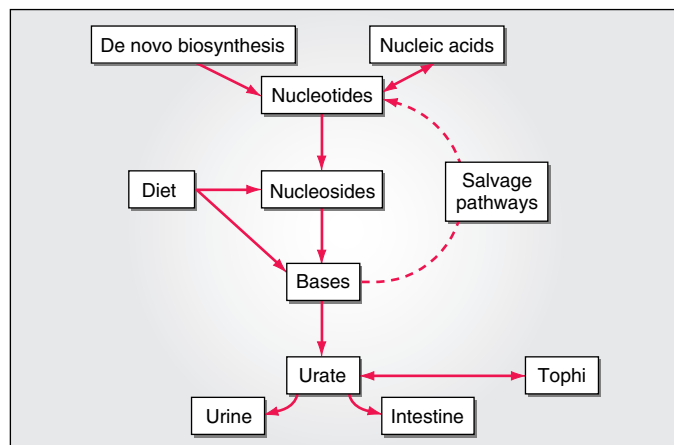 De novo biosynthesis
Nucleic acids
Nucleotides
Diet
Nucleosides
Salvage
pathways
Bases
Urate
Tophi
Urine
Intestine